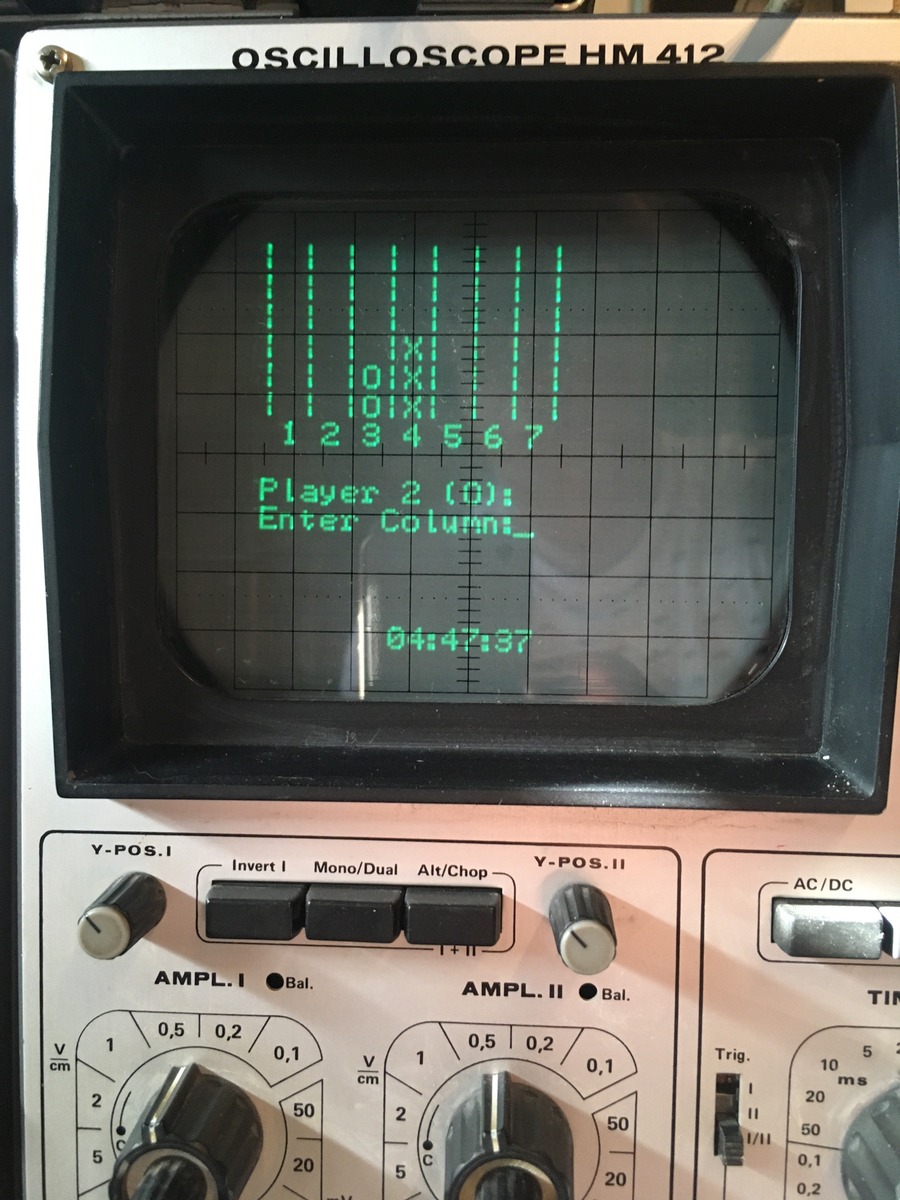 OSCILLOSCOPE HM 412
| | | | | | | |
| | | | | | | |
| | | | | | | |
| | | |X| | | |
| | |O|X| | | |
| | |O|X| | | |
1 2 3 4 5 6 7
Player 2 (O):
Enter Column:_
04:47:37
Y-POS.I
Invert I
Mono/Dual
Alt/Chop
I + II
Y-POS.II
AC/DC
AMPL. I
Bal.
AMPL. II
Bal.
V/cm
5
2
1
0,5
0,2
0,1
50
20
C
V/cm
5
2
1
0,5
0,2
0,1
50
20
C
Trig.
I
II
I/II
5
10
ms
20
50
0,1
0,2